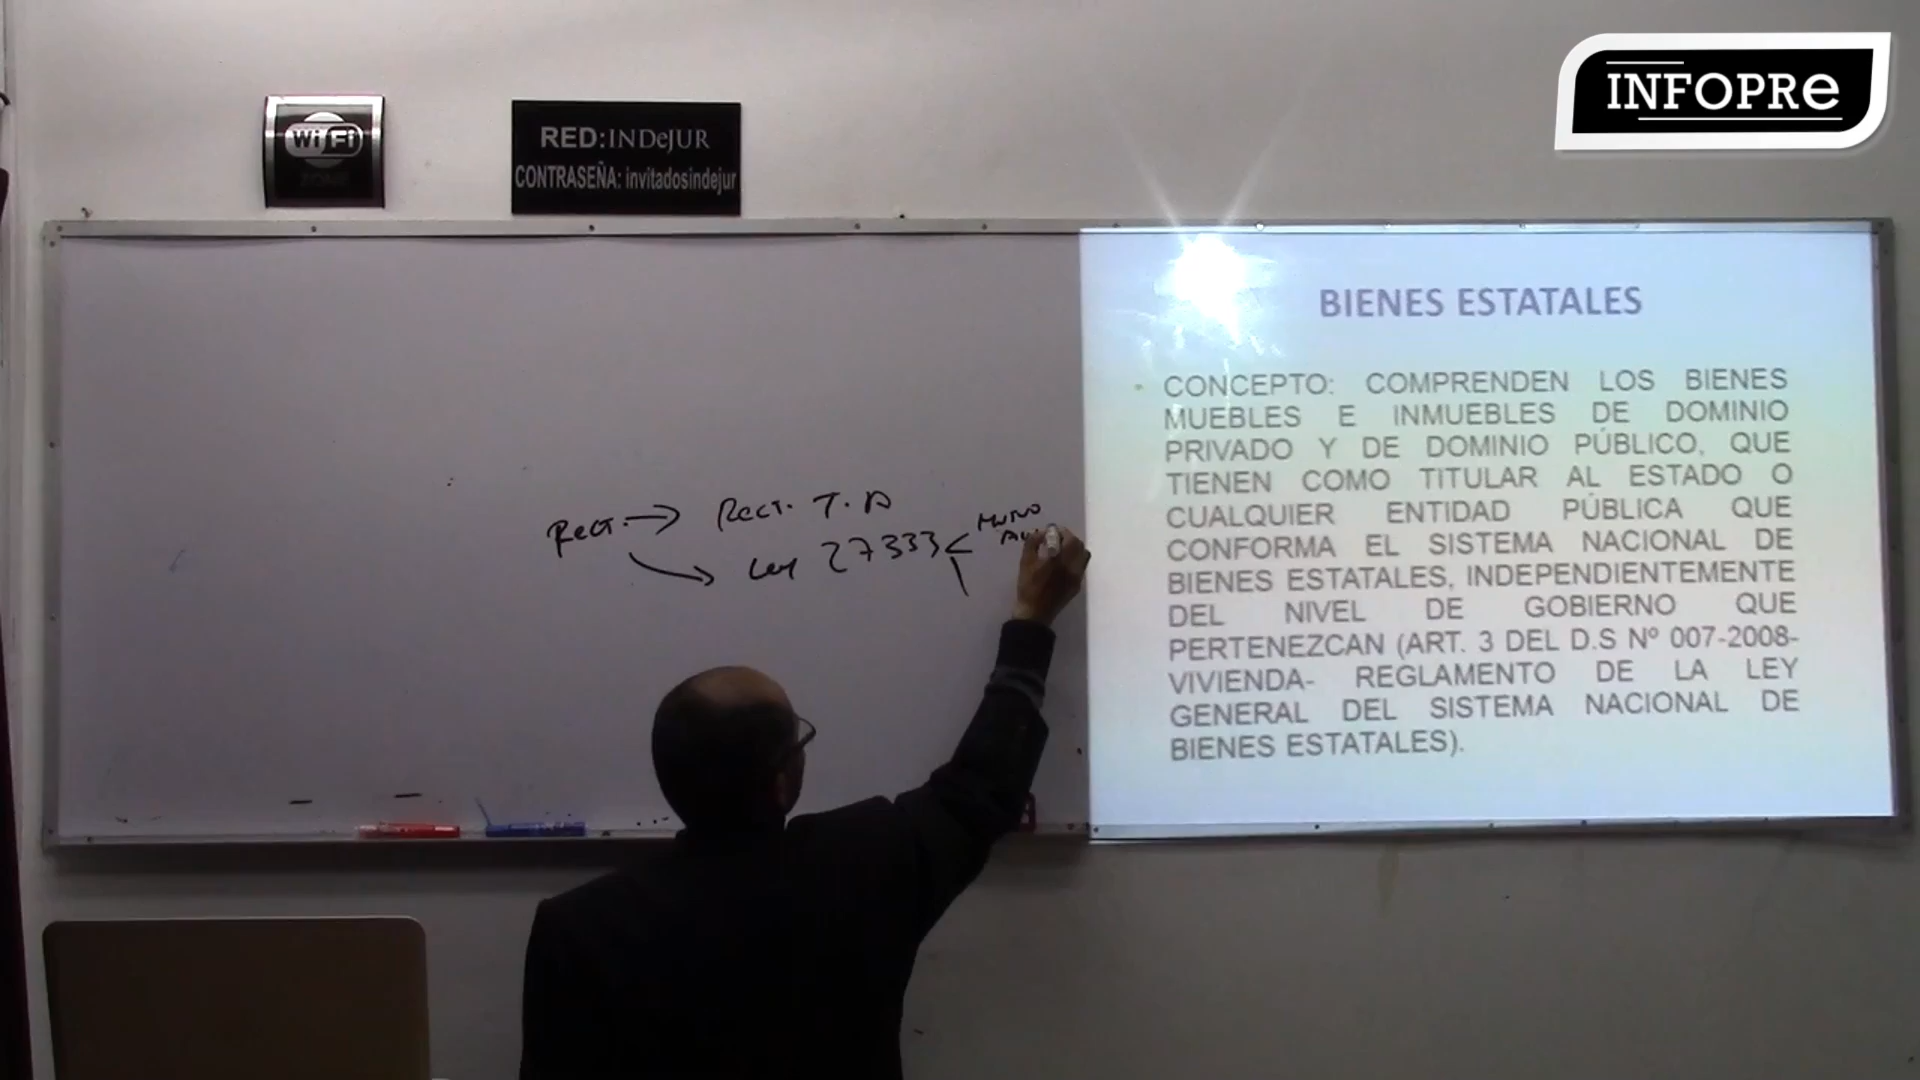 INFOPRe
Wi Fi
ZONE
RED:INDeJUR
CONTRASEÑA: invitadosindejur
BIENES ESTATALES
CONCEPTO: COMPRENDEN LOS BIENES
MUEBLES E INMUEBLES DE DOMINIO
PRIVADO Y DE DOMINIO PÚBLICO, QUE
TIENEN COMO TITULAR AL ESTADO O
CUALQUIER ENTIDAD PÚBLICA QUE
CONFORMA EL SISTEMA NACIONAL DE
BIENES ESTATALES, INDEPENDIENTEMENTE
DEL NIVEL DE GOBIERNO QUE
PERTENEZCAN (ART. 3 DEL D.S Nº 007-2008-
VIVIENDA- REGLAMENTO DE LA LEY
GENERAL DEL SISTEMA NACIONAL DE
BIENES ESTATALES).
Rect. → Rect. T. D
Ley 27333 <